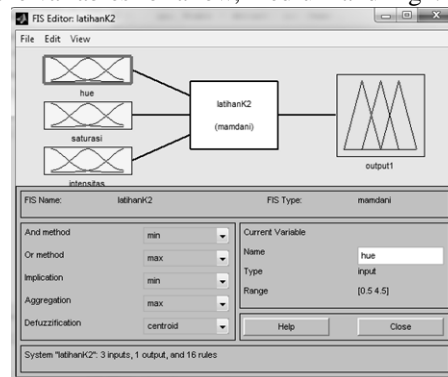 FIS Editor: latihanK2
File Edit View
hue
saturasi
intensitas
latihanK2
(mamdani)
output1
FIS Name: latihanK2 FIS Type: mamdani
And method min
Or method max
Implication min
Aggregation max
Defuzzification centroid
Current Variable
Name hue
Type input
Range [0.5 4.5]
Help Close
System "latihanK2": 3 inputs, 1 output, and 16 rules